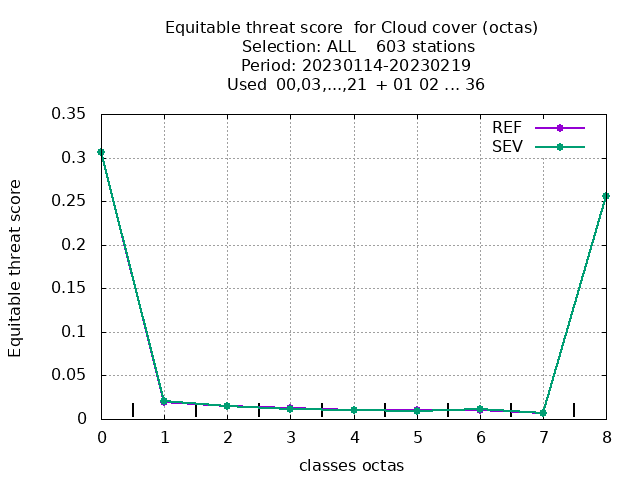 Equitable threat score  for Cloud cover (octas)
Selection: ALL    603 stations
Period: 20230114-20230219
Used  00,03,...,21  + 01 02 ... 36
REF
SEV
0.35
0.3
0.25
0.2
0.15
0.1
0.05
0
Equitable threat score
0 1 2 3 4 5 6 7 8
classes octas